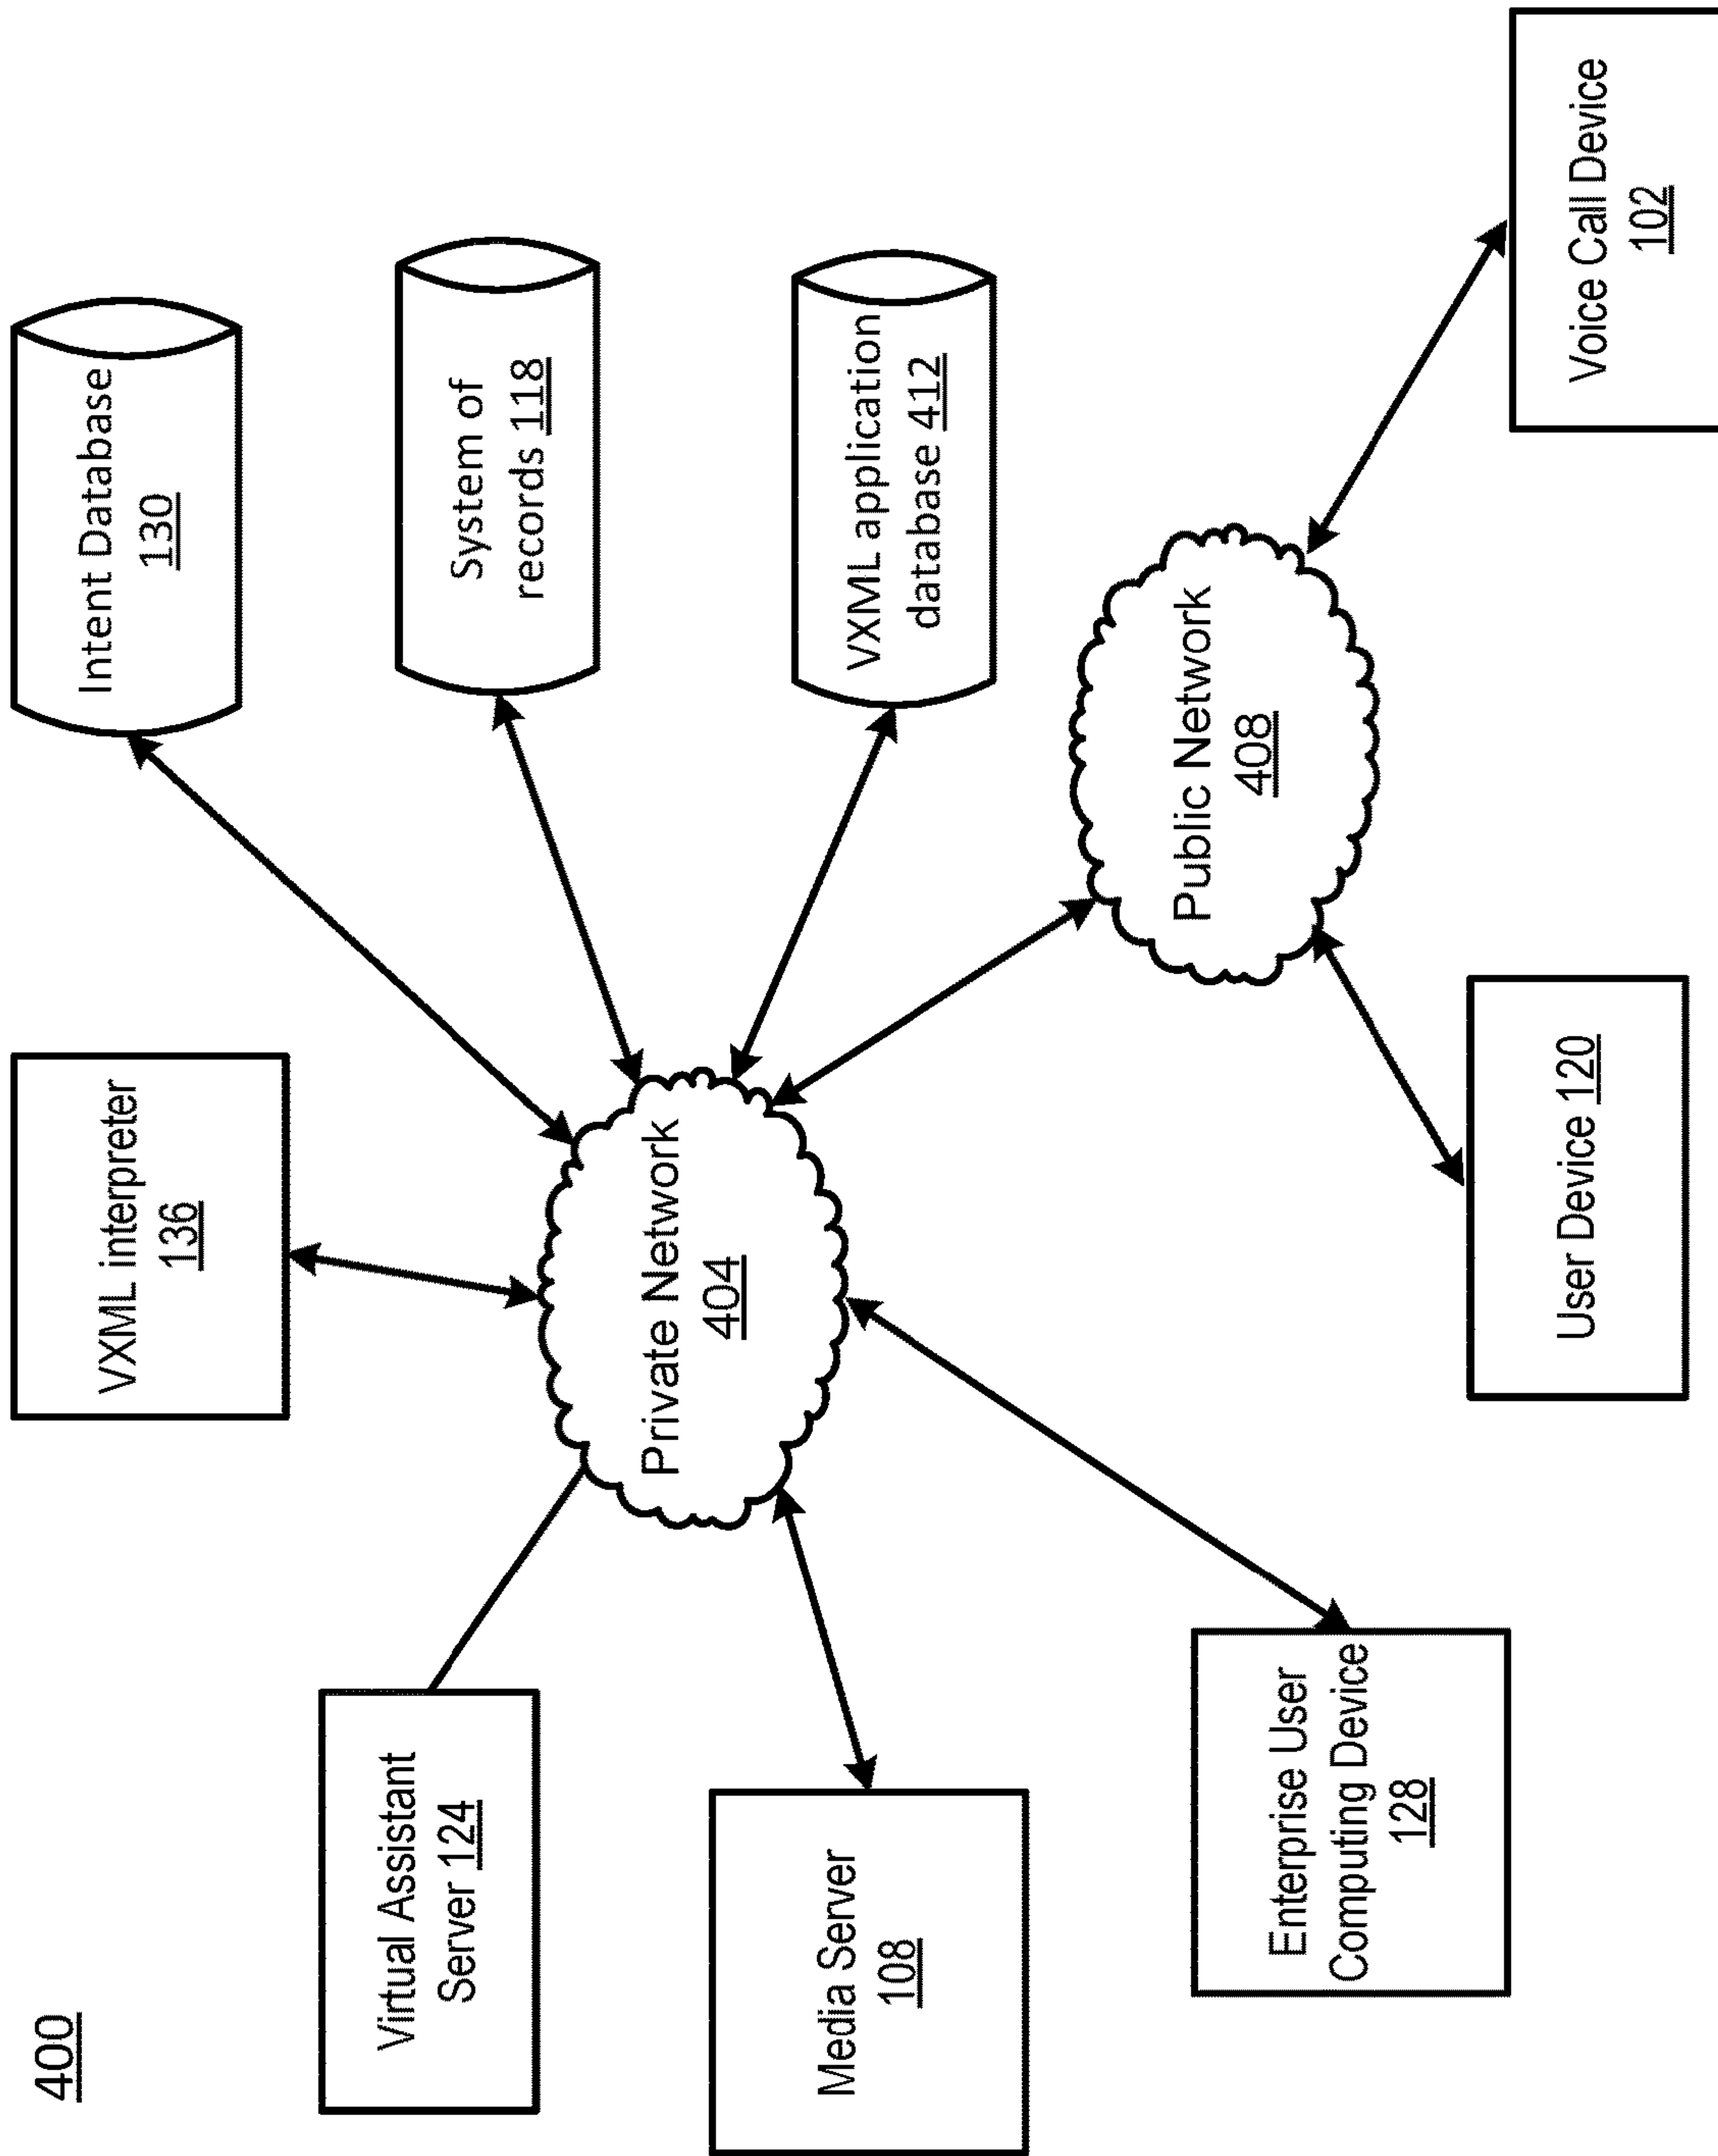 400
Virtual Assistant
Server 124
VXML interpreter
136
Intent Database
130
System of
records 118
Media Server
108
Private Network
404
VXML application
database 412
Enterprise User
Computing Device
128
Public Network
408
User Device 120
Voice Call Device
102